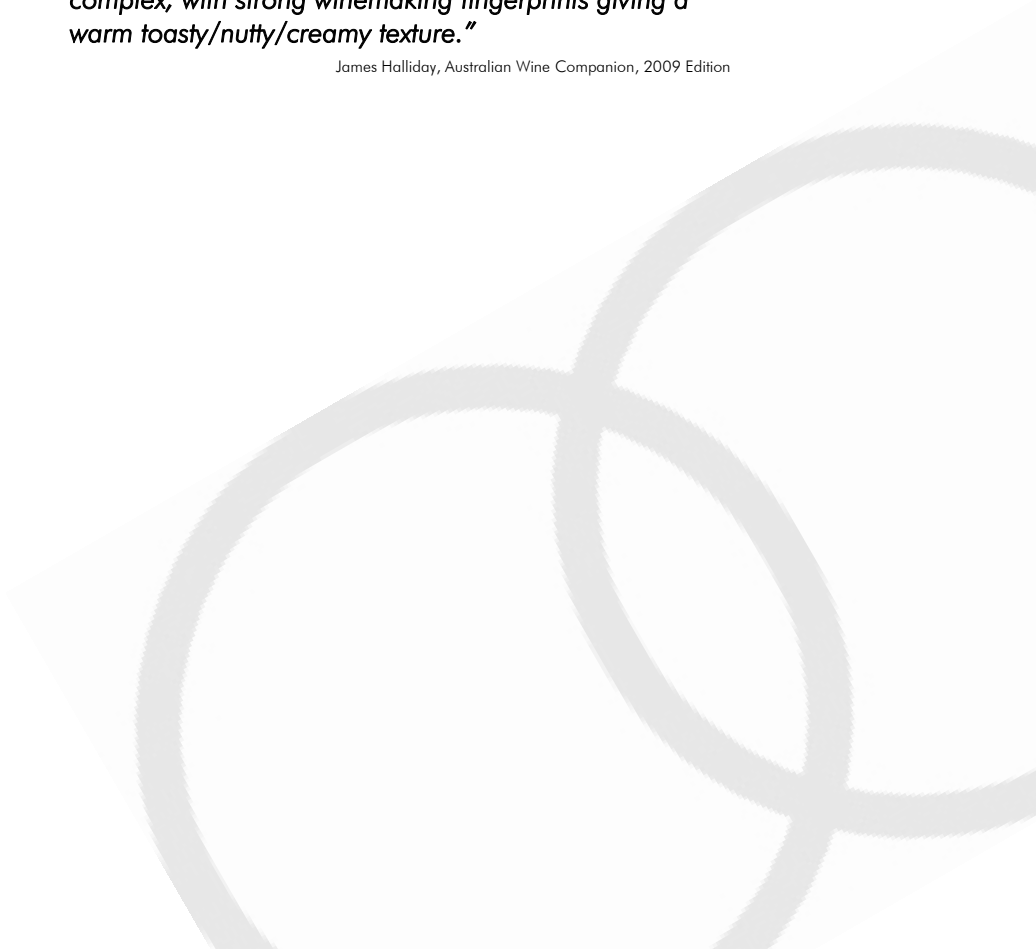 complex, with strong winemaking fingerprints giving a
warm toasty/nutty/creamy texture.”
James Halliday, Australian Wine Companion, 2009 Edition